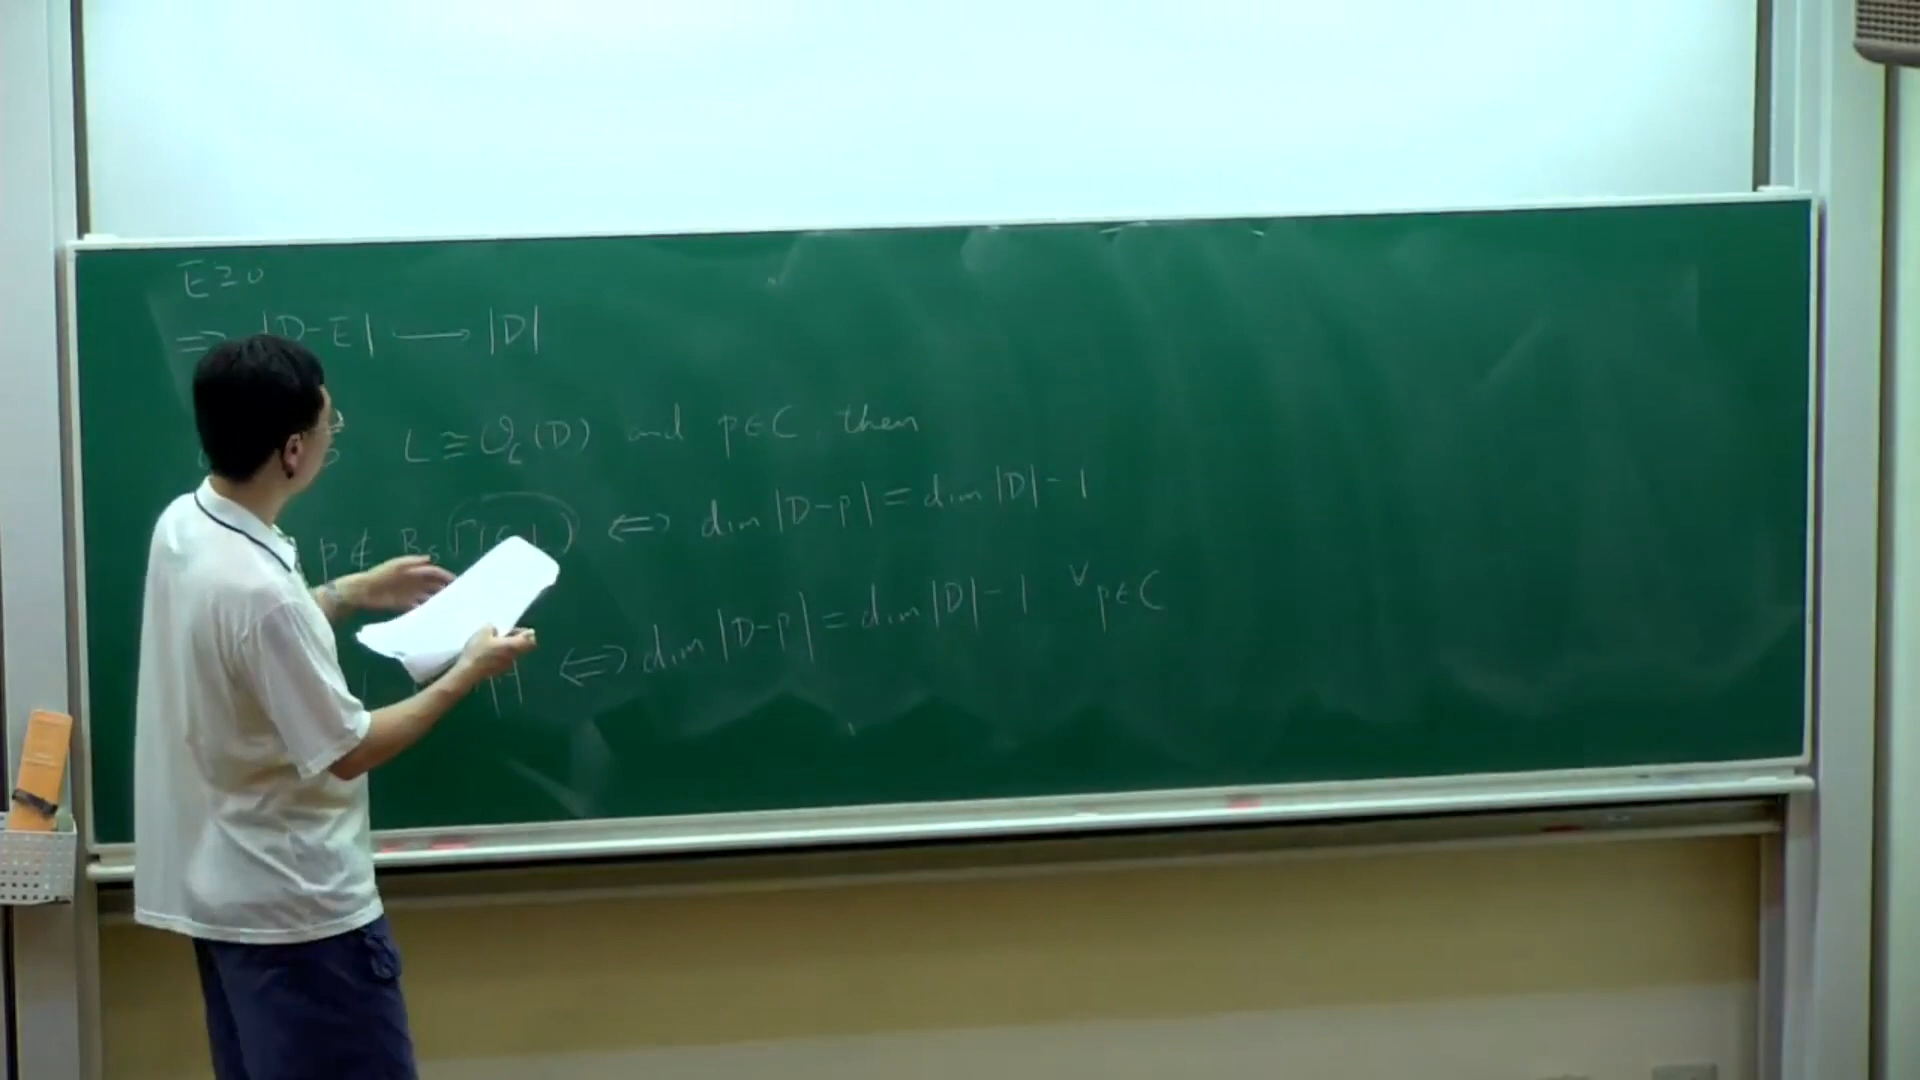 E ≥ 0
⇒ |D-E| ⟶ |D|
L ≅ 𝒪_C(D) and p ∈ C, then
p ∉ Bs Γ( ) ⇔ dim |D-p| = dim |D| - 1
⇔ dim |D-p| = dim |D| - 1 ∀ p ∈ C